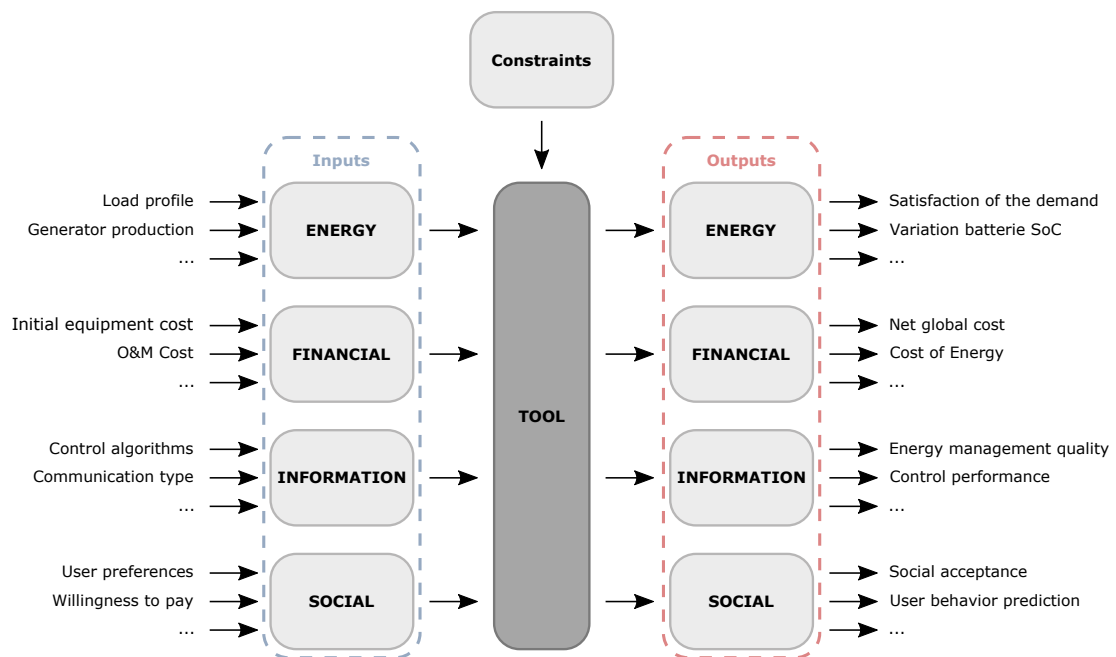 Constraints
Inputs
Outputs
Load profile
Generator production
...
ENERGY
ENERGY
Satisfaction of the demand
Variation batterie SoC
...
Initial equipment cost
O&M Cost
...
FINANCIAL
FINANCIAL
Net global cost
Cost of Energy
...
TOOL
Control algorithms
Communication type
...
INFORMATION
INFORMATION
Energy management quality
Control performance
...
User preferences
Willingness to pay
...
SOCIAL
SOCIAL
Social acceptance
User behavior prediction
...